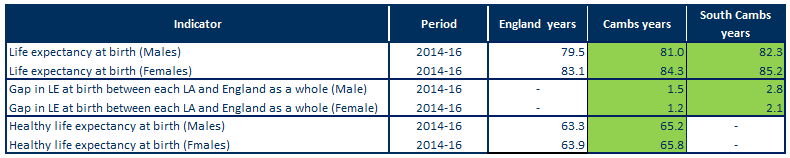 Indicator Period England years Cambs years South Cambs
years
Life expectancy at birth (Males) 2014-16 79.5 81.0 82.3
Life expectancy at birth (Females) 2014-16 83.1 84.3 85.2
Gap in LE at birth between each LA and England as a whole (Male) 2014-16 - 1.5 2.8
Gap in LE at birth between each LA and England as a whole (Female) 2014-16 - 1.2 2.1
Healthy life expectancy at birth (Males) 2014-16 63.3 65.2 -
Healthy life expectancy at birth (Fmales) 2014-16 63.9 65.8 -